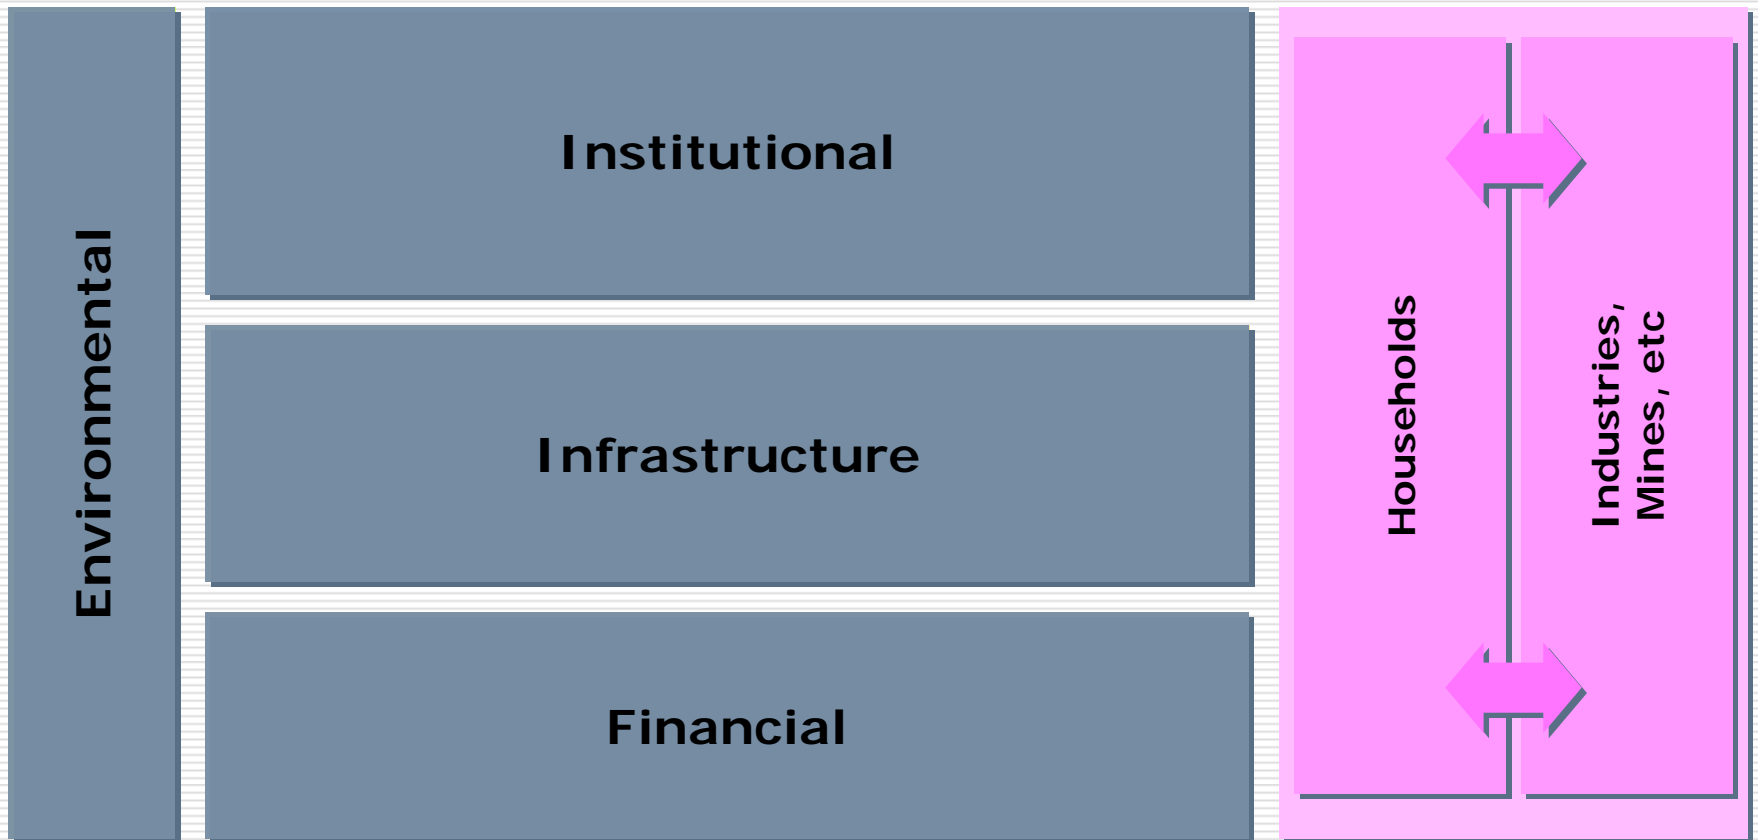 Environmental
Institutional
Infrastructure
Financial
Households
Industries,
Mines, etc